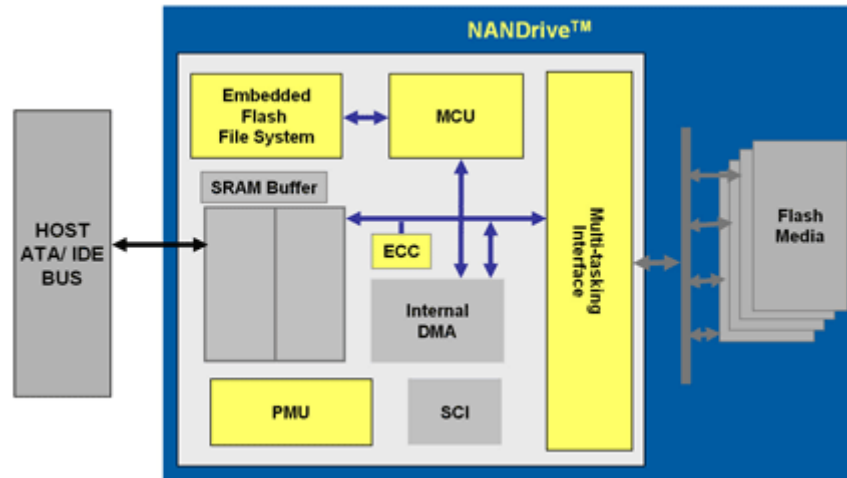 NANDrive™
Embedded
Flash
File System
MCU
SRAM Buffer
HOST
ATA/ IDE
BUS
ECC
Internal
DMA
Multi-tasking
Interface
Flash
Media
PMU
SCI